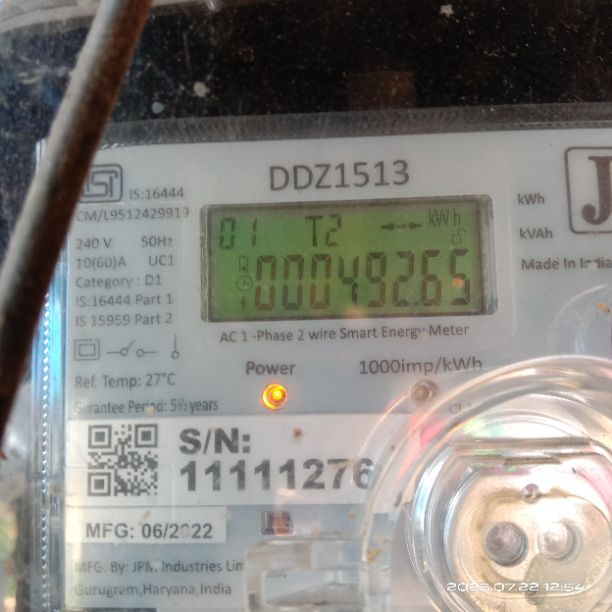 DDZ1513
IS:16444
CM/L9512429913
240 V 50Hz
10(60)A UC1
Category : D1
IS:16444 Part 1
IS 15959 Part 2
01 T2 kWh
00049265
kWh
kVAh
Made In India
AC 1 -Phase 2 wire Smart Energy Meter
Power 1000imp/kWh
Ref. Temp: 27°C
Gurantee Period: 5½ years
S/N:
11111276
MFG: 06/2022
MFG. By: JPM Industries Lim
Gurugram,Haryana,India
2025.07.22 12:54